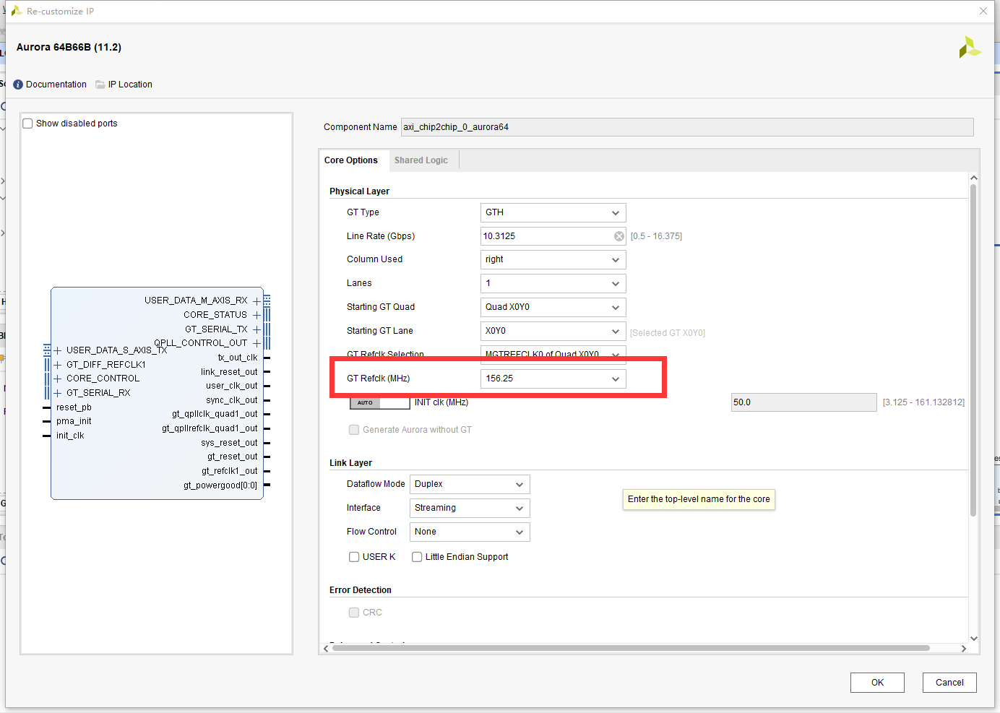 Re-customize IP
Aurora 64B66B (11.2)
Documentation
IP Location
Show disabled ports
USER_DATA_M_AXIS_RX
CORE_STATUS
GT_SERIAL_TX
QPLL_CONTROL_OUT
USER_DATA_S_AXIS_TX
tx_out_clk
GT_DIFF_REFCLK1
link_reset_out
CORE_CONTROL
user_clk_out
GT_SERIAL_RX
sync_clk_out
reset_pb
gt_qpllclk_quad1_out
pma_init
gt_qpllrefclk_quad1_out
init_clk
sys_reset_out
gt_reset_out
gt_refclk1_out
gt_powergood[0:0]
Component Name axi_chip2chip_0_aurora64
Core Options Shared Logic
Physical Layer
GT Type GTH
Line Rate (Gbps) 10.3125 [0.5 - 16.375]
Column Used right
Lanes 1
Starting GT Quad Quad X0Y0
Starting GT Lane X0Y0 [Selected GT X0Y0]
GT Refclk Selection MGTREFCLK0 of Quad X0Y0
GT Refclk (MHz) 156.25
AUTO INIT clk (MHz) 50.0 [3.125 - 161.132812]
Generate Aurora without GT
Link Layer
Dataflow Mode Duplex
Interface Streaming
Flow Control None
USER K Little Endian Support
Enter the top-level name for the core
Error Detection
CRC
OK Cancel